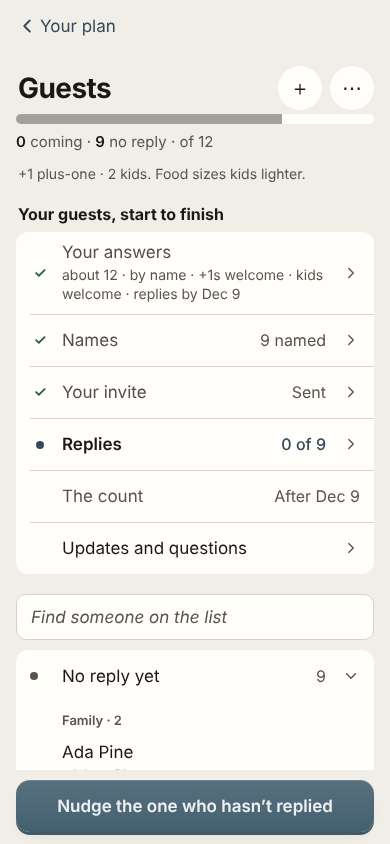 Your plan
Guests
+ ...
0 coming · 9 no reply · of 12
+1 plus-one · 2 kids. Food sizes kids lighter.
Your guests, start to finish
Your answers
about 12 · by name · +1s welcome · kids
welcome · replies by Dec 9
Names 9 named
Your invite Sent
Replies 0 of 9
The count After Dec 9
Updates and questions
Find someone on the list
No reply yet 9
Family · 2
Ada Pine
Nudge the one who hasn’t replied